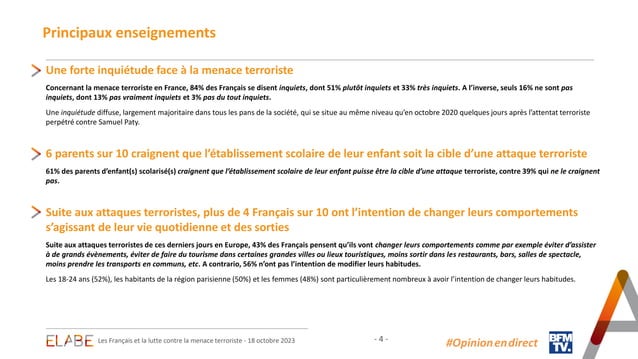 Principaux enseignements
Une forte inquiétude face à la menace terroriste
Concernant la menace terroriste en France, 84% des Français se disent inquiets, dont 51% plutôt inquiets et 33% très inquiets. A l’inverse, seuls 16% ne sont pas
inquiets, dont 13% pas vraiment inquiets et 3% pas du tout inquiets.
Une inquiétude diffuse, largement majoritaire dans tous les pans de la société, qui se situe au même niveau qu’en octobre 2020 quelques jours après l’attentat terroriste
perpétré contre Samuel Paty.
6 parents sur 10 craignent que l’établissement scolaire de leur enfant soit la cible d’une attaque terroriste
61% des parents d’enfant(s) scolarisé(s) craignent que l’établissement scolaire de leur enfant puisse être la cible d’une attaque terroriste, contre 39% qui ne le craignent
pas.
Suite aux attaques terroristes, plus de 4 Français sur 10 ont l’intention de changer leurs comportements
s’agissant de leur vie quotidienne et des sorties
Suite aux attaques terroristes de ces derniers jours en Europe, 43% des Français pensent qu’ils vont changer leurs comportements comme par exemple éviter d’assister
à de grands évènements, éviter de faire du tourisme dans certaines grandes villes ou lieux touristiques, moins sortir dans les restaurants, bars, salles de spectacle,
moins prendre les transports en communs, etc. A contrario, 56% n’ont pas l’intention de modifier leurs habitudes.
Les 18-24 ans (52%), les habitants de la région parisienne (50%) et les femmes (48%) sont particulièrement nombreux à avoir l’intention de changer leurs habitudes.
ELABE
Les Français et la lutte contre la menace terroriste - 18 octobre 2023
- 4 -
#Opinionendirect
BFM
TV.